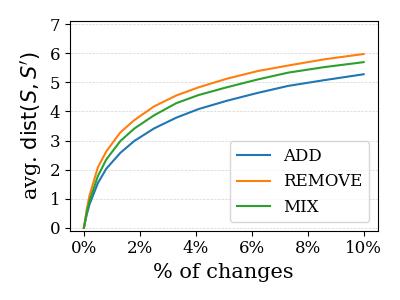 avg. dist(S, S′)
7
6
5
4
3
2
1
0
ADD
REMOVE
MIX
0% 2% 4% 6% 8% 10%
% of changes